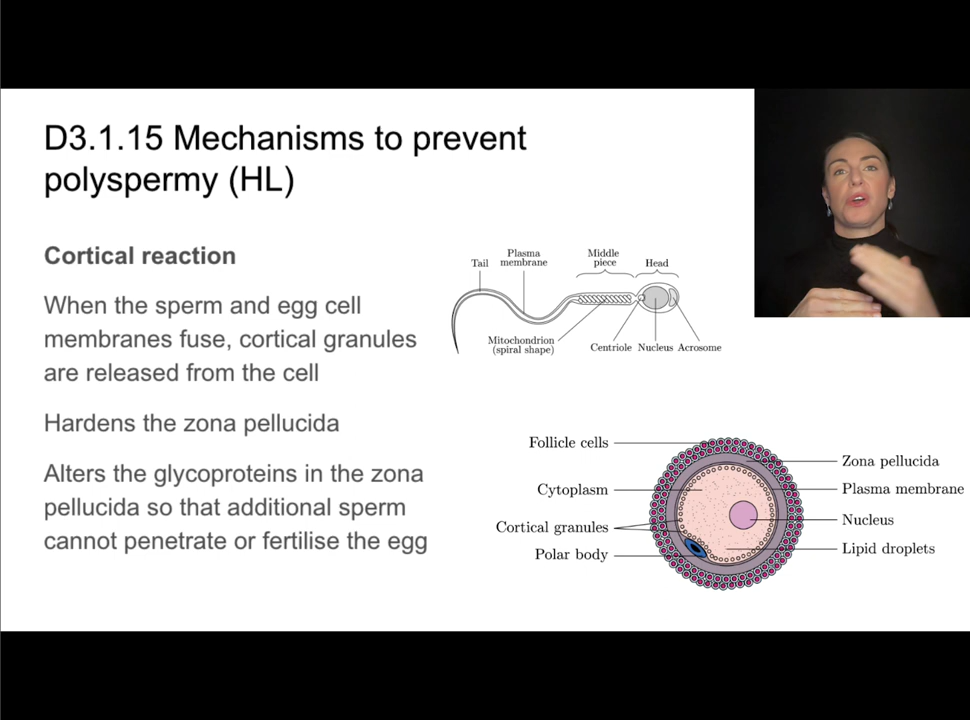 D3.1.15 Mechanisms to prevent
polyspermy (HL)
Cortical reaction
When the sperm and egg cell
membranes fuse, cortical granules
are released from the cell
Hardens the zona pellucida
Alters the glycoproteins in the zona
pellucida so that additional sperm
cannot penetrate or fertilise the egg
Tail
Plasma
membrane
Middle
piece
Head
Mitochondrion
(spiral shape)
Centriole
Nucleus
Acrosome
Follicle cells
Cytoplasm
Cortical granules
Polar body
Zona pellucida
Plasma membrane
Nucleus
Lipid droplets